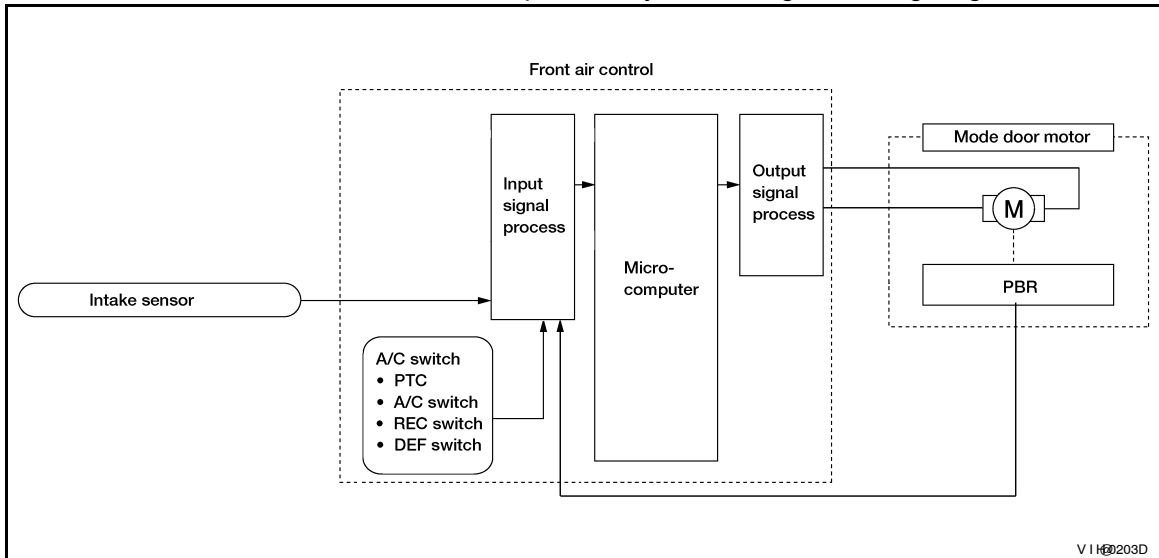 Front air control
Mode door motor
Input
signal
process
Output
signal
process
M
Micro-
computer
PBR
Intake sensor
A/C switch
• PTC
• A/C switch
• REC switch
• DEF switch